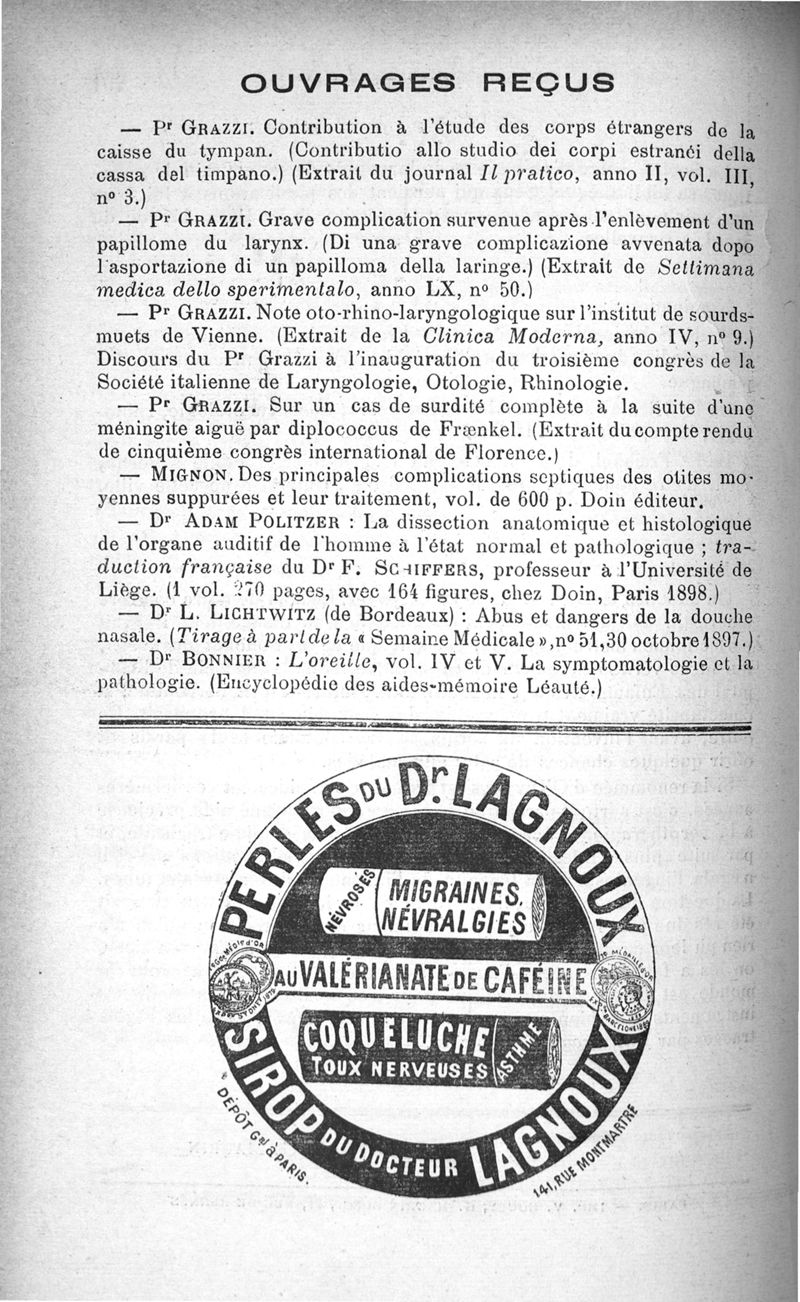 OUVRAGES REÇUS
— Pr GRAZZI. Contribution à l'étude des corps étrangers de la
caisse du tympan. (Contributio allo studio dei corpi estranéi della
cassa del timpano.) (Extrait du journal Il pratico, anno II, vol. III,
no 3.)
— Pr GRAZZI. Grave complication survenue après l'enlèvement d'un
papillome du larynx. (Di una grave complicazione avvenata dopo
l'asportazione di un papilloma della laringe.) (Extrait de Settimana
medica dello sperimentalo, anno LX, no 50.)
— Pr GRAZZI. Note oto-rhino-laryngologique sur l'institut de sourds-
muets de Vienne. (Extrait de la Clinica Moderna, anno IV, no 9.)
Discours du Pr Grazzi à l'inauguration du troisième congrès de la
Société italienne de Laryngologie, Otologie, Rhinologie.
— Pr GRAZZI. Sur un cas de surdité complète à la suite d'une
méningite aiguë par diplococcus de Frænkel. (Extrait du compte rendu
de cinquième congrès international de Florence.)
— MIGNON. Des principales complications septiques des otites mo-
yennes suppurées et leur traitement, vol. de 600 p. Doin éditeur.
— Dr ADAM POLITZER : La dissection anatomique et histologique
de l'organe auditif de l'homme à l'état normal et pathologique ; tra-
duction française du Dr F. SCHIFFERS, professeur à l'Université de
Liège. (1 vol. 270 pages, avec 164 figures, chez Doin, Paris 1898.)
— Dr L. LICHTWITZ (de Bordeaux) : Abus et dangers de la douche
nasale. (Tirage à part de la « Semaine Médicale », no 51, 30 octobre 1897.)
— Dr BONNIER : L'oreille, vol. IV et V. La symptomatologie et la
pathologie. (Encyclopédie des aides-mémoire Léauté.)
PERLES DU Dr. LAGNOUX
NÉVROSES
MIGRAINES.
NÉVRALGIES
AU VALÉRIANATE DE CAFÉINE
COQUELUCHE
TOUX NERVEUSES
ASTHME
SIROP DU DOCTEUR LAGNOUX
DÉPÔT Gal à PARIS.
141, RUE MONTMARTRE